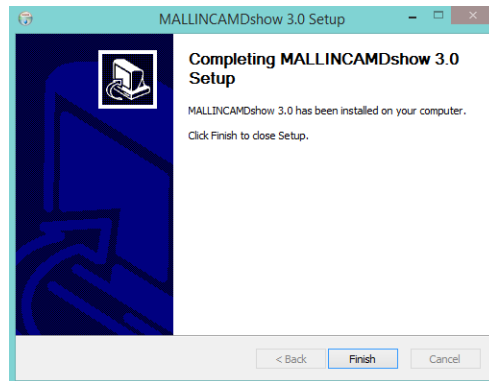 MALLINCAMDshow 3.0 Setup
Completing MALLINCAMDshow 3.0
Setup
MALLINCAMDshow 3.0 has been installed on your computer.
Click Finish to close Setup.
< Back
Finish
Cancel